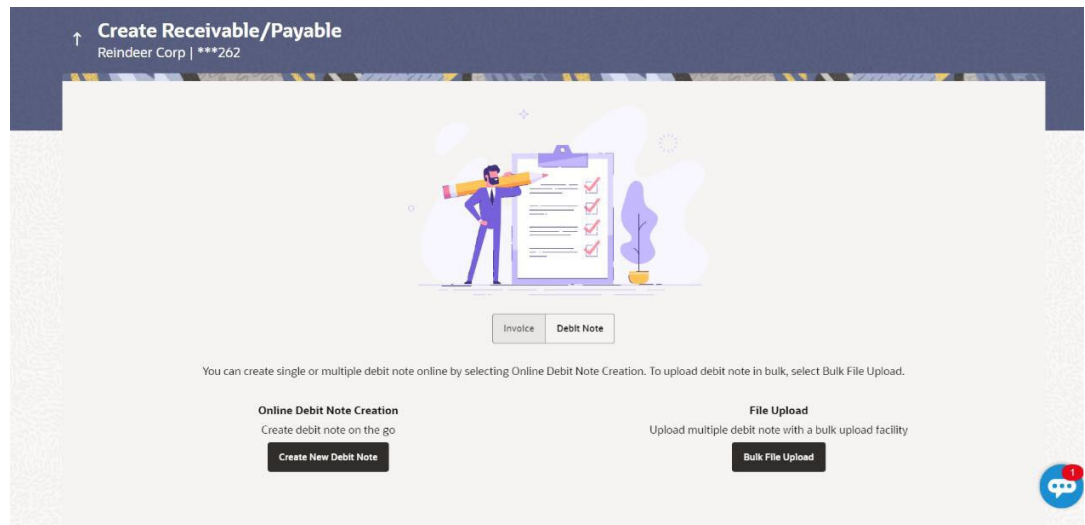 Create Receivable/Payable
Reindeer Corp | ***262
Invoice Debit Note
You can create single or multiple debit note online by selecting Online Debit Note Creation. To upload debit note in bulk, select Bulk File Upload.
Online Debit Note Creation
Create debit note on the go
Create New Debit Note
File Upload
Upload multiple debit note with a bulk upload facility
Bulk File Upload
1